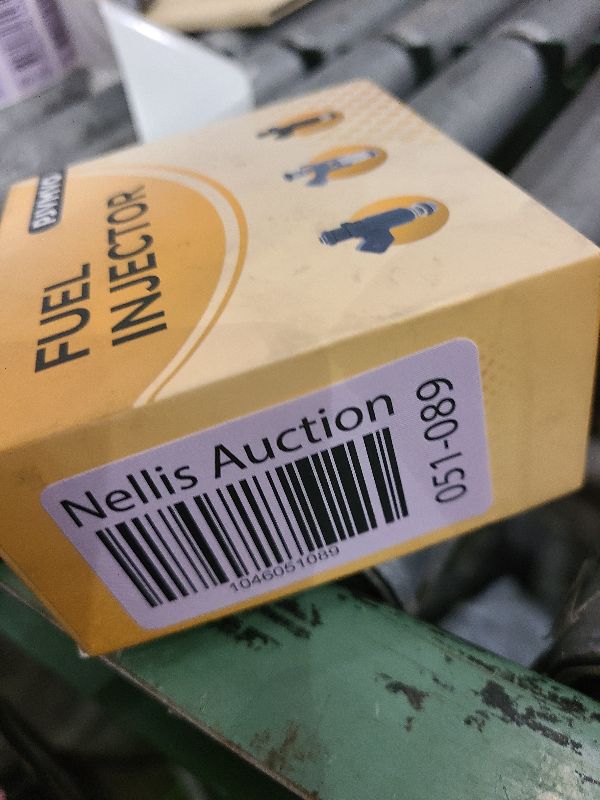 FUEL
INJECTOR
Nellis Auction
1046051089
051-089